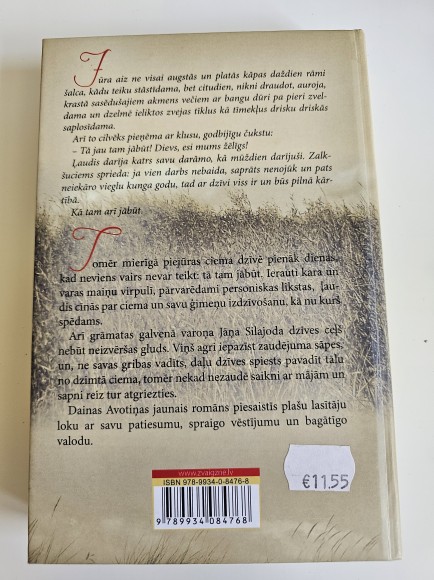 Jūra aiz ne visai augstās un platās kāpas daždien rāmi
šalca, kādu teiku stāstīdama, bet citudien, nikni draudot, auroja,
krastā sasēdušajiem akmens večiem ar bangu dūri pa pieri zvel-
dama un dzelmē ieliktos zvejas tīklus kā tīmekļus drisku driskās
saplosīdama.
Arī to cilvēks pieņēma ar klusu, godbijīgu čukstu:
– Tā jau tam jābūt! Dievs, esi mums žēlīgs!
Ļaudis darīja katrs savu darāmo, kā mūždien darījuši. Zalk-
šuciems sprieda: ja vien darbs nebaida, saprāts nenojūk un pats
neiekāro vieglu kunga godu, tad ar dzīvi viss ir un būs pilnā kār-
tībā.
Kā tam arī jābūt.
Tomēr mierīgā piejūras ciema dzīvē pienāk dienas,
kad neviens vairs nevar teikt: tā tam jābūt. Ierauti kara un
varas maiņu virpulī, pārvarēdami personiskas likstas, ļau-
dis cīnās par ciema un savu ģimeņu izdzīvošanu, kā nu kurš
spēdams.
Arī grāmatas galvenā varoņa Jāņa Silajoda dzīves ceļš
nebūt neizvēršas gluds. Viņš agri iepazīst zaudējuma sāpes
un, ne savas gribas vadīts, daļu dzīves spiests pavadīt tālu
no dzimtā ciema, tomēr nekad nezaudē saikni ar mājām un
sapni reiz tur atgriezties.
Dainas Avotiņas jaunais romāns piesaistīs plašu lasītāju
loku ar savu patiesumu, spraigo vēstījumu un bagātīgo
valodu.
www.zvaigzne.lv
ISBN 978-9934-0-8476-8
9 789934 084768
€11.55